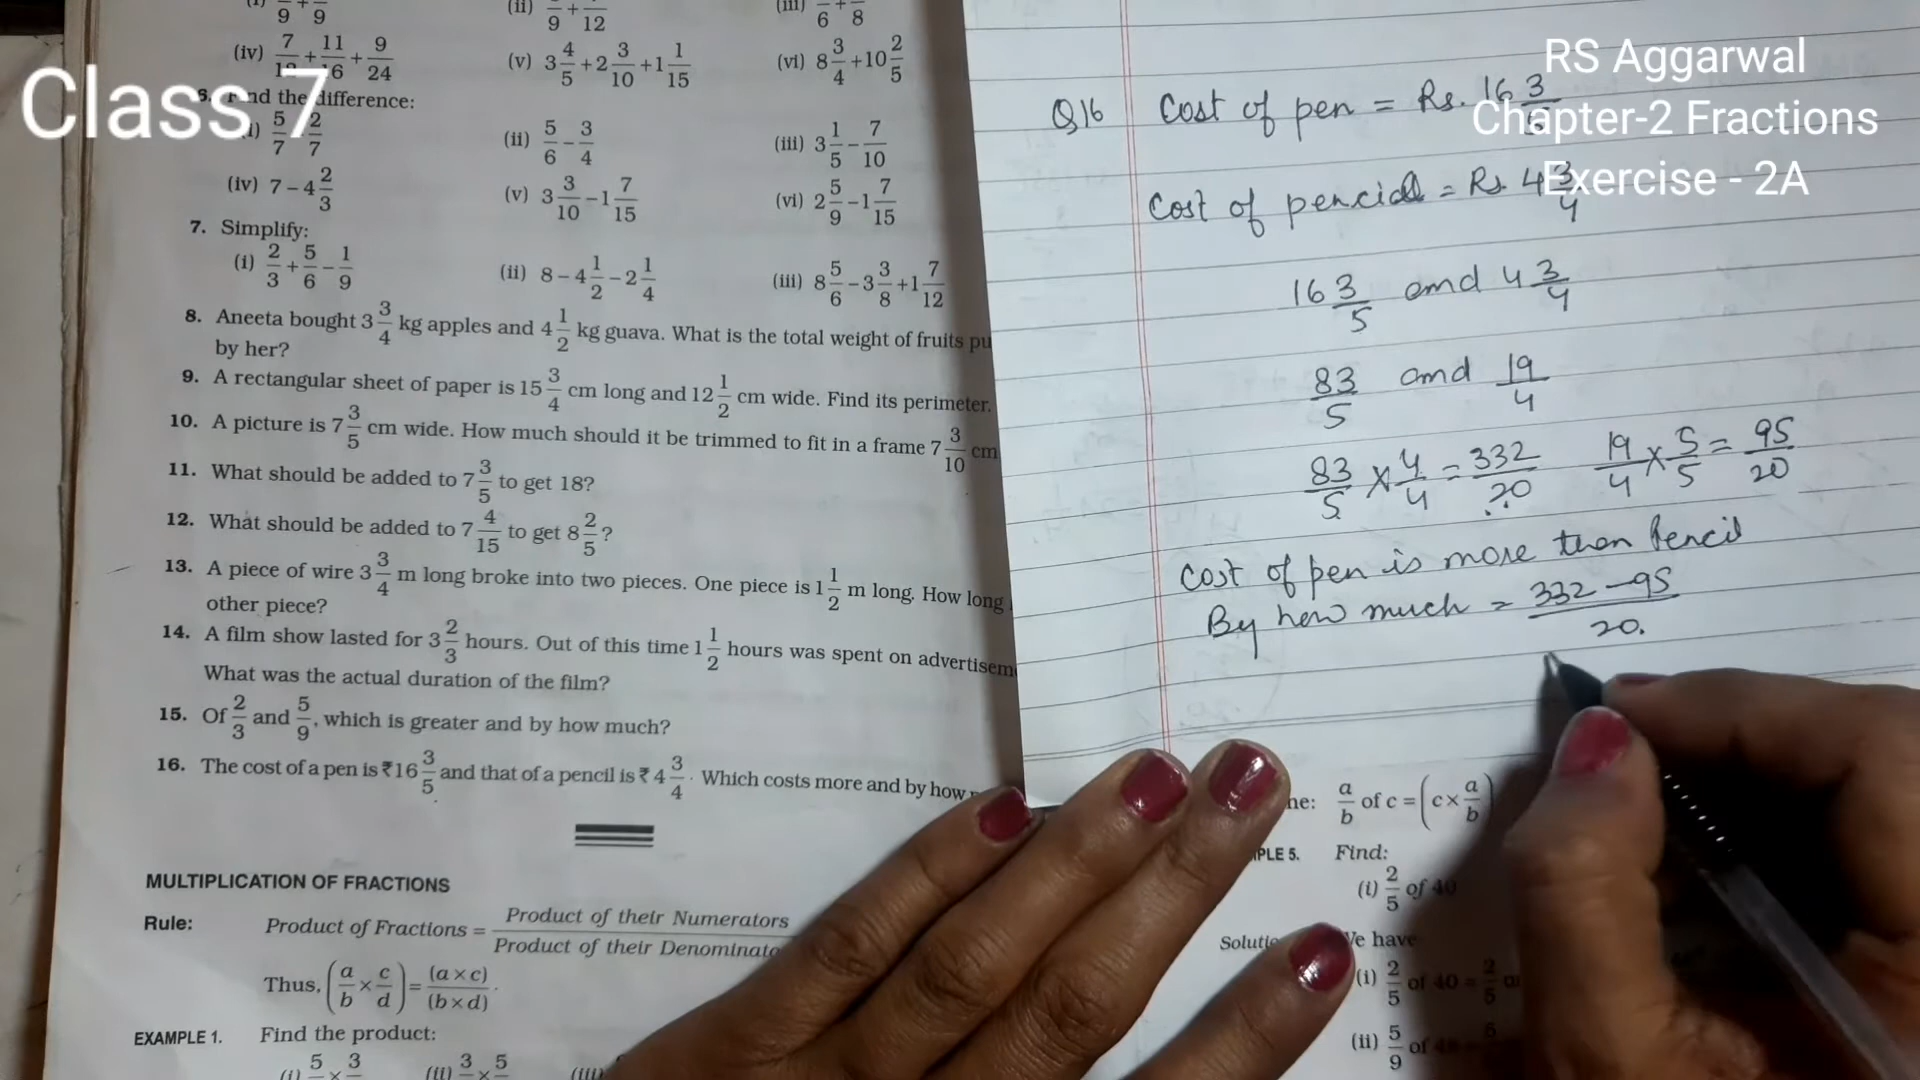 Class 7
RS Aggarwal
Chapter-2 Fractions
Exercise - 2A
(ii) /9 + /12
(iv) 7/ + 11/16 + 9/24 (v) 3 4/5 + 2 3/10 + 1 1/15 (vi) 8 3/4 + 10 2/5
the difference:
5/7 2/7 (ii) 5/6 − 3/4 (iii) 3 1/5 − 7/10
(iv) 7 − 4 2/3 (v) 3 3/10 − 1 7/15 (vi) 2 5/9 − 1 7/15
7. Simplify:
(i) 2/3 + 5/6 − 1/9 (ii) 8 − 4 1/2 − 2 1/4 (iii) 8 5/6 − 3 3/8 + 1 7/12
8. Aneeta bought 3 3/4 kg apples and 4 1/2 kg guava. What is the total weight of fruits pu
by her?
9. A rectangular sheet of paper is 15 3/4 cm long and 12 1/2 cm wide. Find its perimeter.
10. A picture is 7 3/5 cm wide. How much should it be trimmed to fit in a frame 7 3/10 cm
11. What should be added to 7 3/5 to get 18?
12. What should be added to 7 4/15 to get 8 2/5?
13. A piece of wire 3 3/4 m long broke into two pieces. One piece is 1 1/2 m long. How long
other piece?
14. A film show lasted for 3 2/3 hours. Out of this time 1 1/2 hours was spent on advertisem
What was the actual duration of the film?
15. Of 2/3 and 5/9, which is greater and by how much?
16. The cost of a pen is ₹16 3/5 and that of a pencil is ₹ 4 3/4. Which costs more and by how
MULTIPLICATION OF FRACTIONS
Rule: Product of Fractions = Product of their Numerators / Product of their Denominato
Thus, (a/b × c/d) = (a×c)/(b×d).
EXAMPLE 1. Find the product:
(i) 5 × 3 (ii) 3 × 5 (iii)
Q16 Cost of pen = Rs. 16 3/
Cost of pencial = Rs. 4 3/4
16 3/5 and 4 3/4
83/5 and 19/4
83/5 × 4/4 = 332/20 19/4 × 5/5 = 95/20
Cost of pen is more then Pencil
By how much = 332 − 95 / 20.
ne: a/b of c = (c × a/b)
PLE 5. Find:
(i) 2/5 of 40
Solutio We have
(i) 2/5 of 40 = 2/5
(ii) 5/9 of